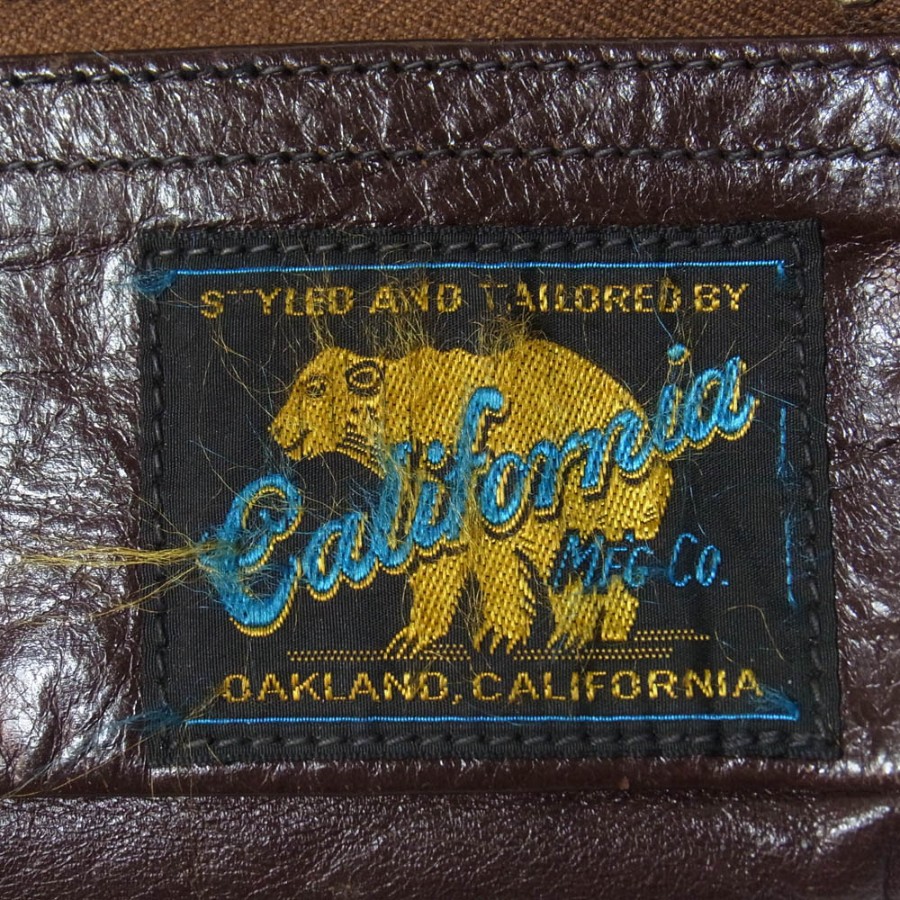 STYLED AND TAILORED BY
California
MFG. CO.
OAKLAND, CALIFORNIA